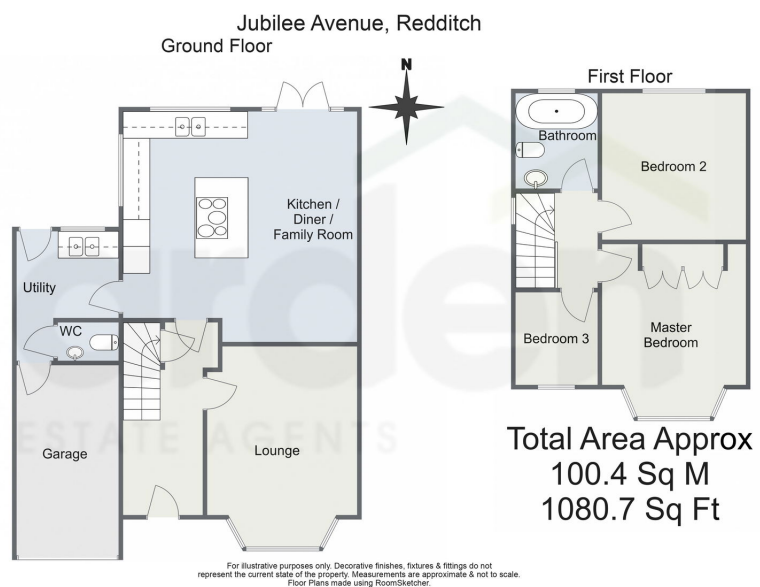 Jubilee Avenue, Redditch
Ground Floor
N
First Floor
Bathroom
Bedroom 2
Kitchen /
Diner /
Family Room
Utility
WC
Bedroom 3
Master
Bedroom
Garage
Lounge
Total Area Approx
100.4 Sq M
1080.7 Sq Ft
arden
ESTATE AGENTS
For illustrative purposes only. Decorative finishes, fixtures & fittings do not
represent the current state of the property. Measurements are approximate & not to scale.
Floor Plans made using RoomSketcher.